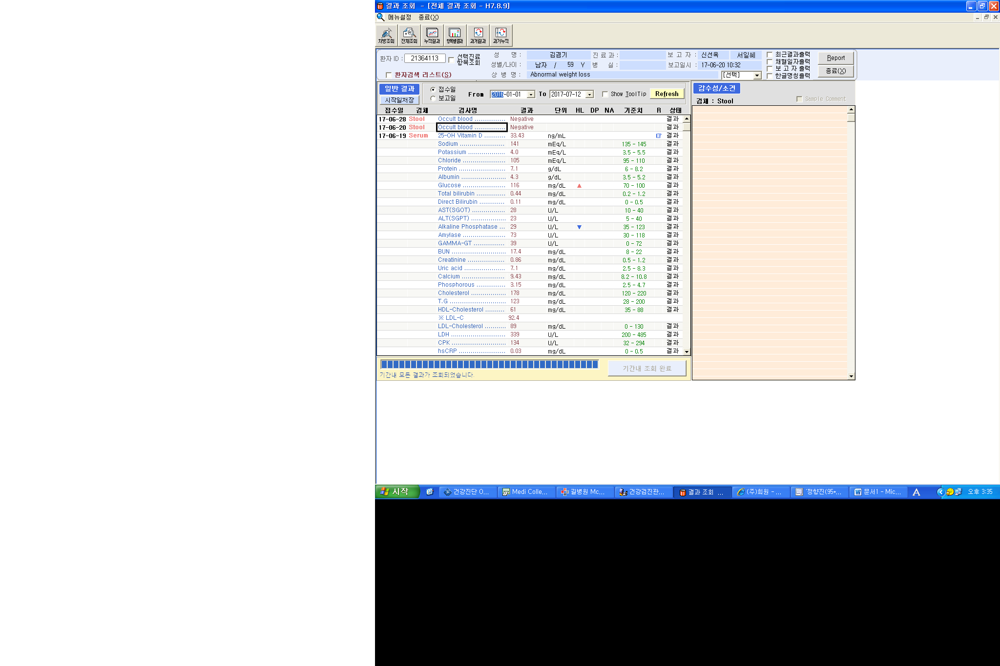 결과 조회 - [전체 결과 조회 - H7.8.9]
메뉴설정 종료(X)
처방조회 전체조회 누적결과 항목별결과 과거결과 과거누적
환자 ID : 21364113 선택진료 항목조회
환자검색 리스트(S)
성 명 : 김겸기 진 료 과 : 보 고 자 : 신선옥 서일혜
성별/나이 : 남자 / 59 Y 병 실 : 보고일시 : 17-06-20 10:32
상 병 명 : Abnormal weight loss [선택]
최근결과출력
채혈일자출력
보 고 자 출력
한글명칭출력
Report
종료(X)
일반 결과
시작일저장
접수일
보고일
From 2016-01-01 To 2017-07-12 Show ToolTip Refresh
감수성/소견
검체 : Stool Sample Comment
접수일 검체 검사명 결과 단위 HL DP NA 기준치 R 상태
17-06-28 Stool Occult blood ................ Negative 결과
17-06-20 Stool Occult blood ................ Negative 결과
17-06-19 Serum 25-OH Vitamin D .......... 33.43 ng/mL ☞ 결과
Sodium ...................... 141 mEq/L 135 - 145 결과
Potassium .................. 4.0 mEq/L 3.5 - 5.5 결과
Chloride .................... 105 mEq/L 95 - 110 결과
Protein ...................... 7.1 g/dL 6 - 8.2 결과
Albumin ..................... 4.3 g/dL 3.5 - 5.2 결과
Glucose .................... 116 mg/dL ▲ 70 - 100 결과
Total bilirubin .............. 0.44 mg/dL 0.2 - 1.2 결과
Direct Bilirubin ............ 0.11 mg/dL 0 - 0.5 결과
AST(SGOT) ................ 28 U/L 10 - 40 결과
ALT(SGPT) ................. 23 U/L 5 - 40 결과
Alkaline Phosphatase ... 29 U/L ▼ 35 - 123 결과
Amylase ..................... 73 U/L 30 - 118 결과
GAMMA-GT ............... 39 U/L 0 - 72 결과
BUN .......................... 17.4 mg/dL 8 - 22 결과
Creatinine .................. 0.86 mg/dL 0.5 - 1.2 결과
Uric acid .................... 7.1 mg/dL 2.5 - 8.3 결과
Calcium ..................... 9.43 mg/dL 8.2 - 10.8 결과
Phosphorous .............. 3.15 mg/dL 2.5 - 4.7 결과
Cholesterol ................. 178 mg/dL 120 - 220 결과
T.G ........................... 123 mg/dL 28 - 200 결과
HDL-Cholesterol .......... 61 mg/dL 35 - 88 결과
※ LDL-C 92.4
LDL-Cholesterol .......... 89 mg/dL 0 - 130 결과
LDH .......................... 339 U/L 200 - 485 결과
CPK .......................... 134 U/L 32 - 294 결과
hsCRP ....................... 0.03 mg/dL 0 - 0.5 결과
기간내 모든 결과가 조회되었습니다.
기간내 조회 완료
시작 건강진단 O... Medi Colle... 길병원 Mc... 건강검진관... 결과 조회 ... (주)희원 - ... '정향진(95*... 문서1 - Mic... A 오후 3:35